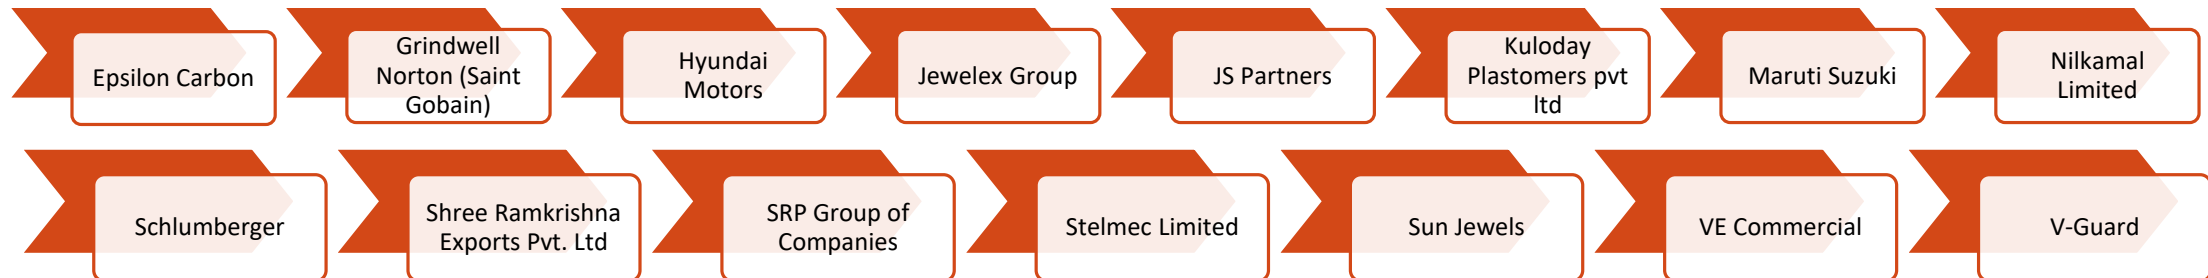 Epsilon Carbon
Grindwell
Norton (Saint
Gobain)
Hyundai
Motors
Jewelex Group
JS Partners
Kuloday
Plastomers pvt
ltd
Maruti Suzuki
Nilkamal
Limited
Schlumberger
Shree Ramkrishna
Exports Pvt. Ltd
SRP Group of
Companies
Stelmec Limited
Sun Jewels
VE Commercial
V-Guard